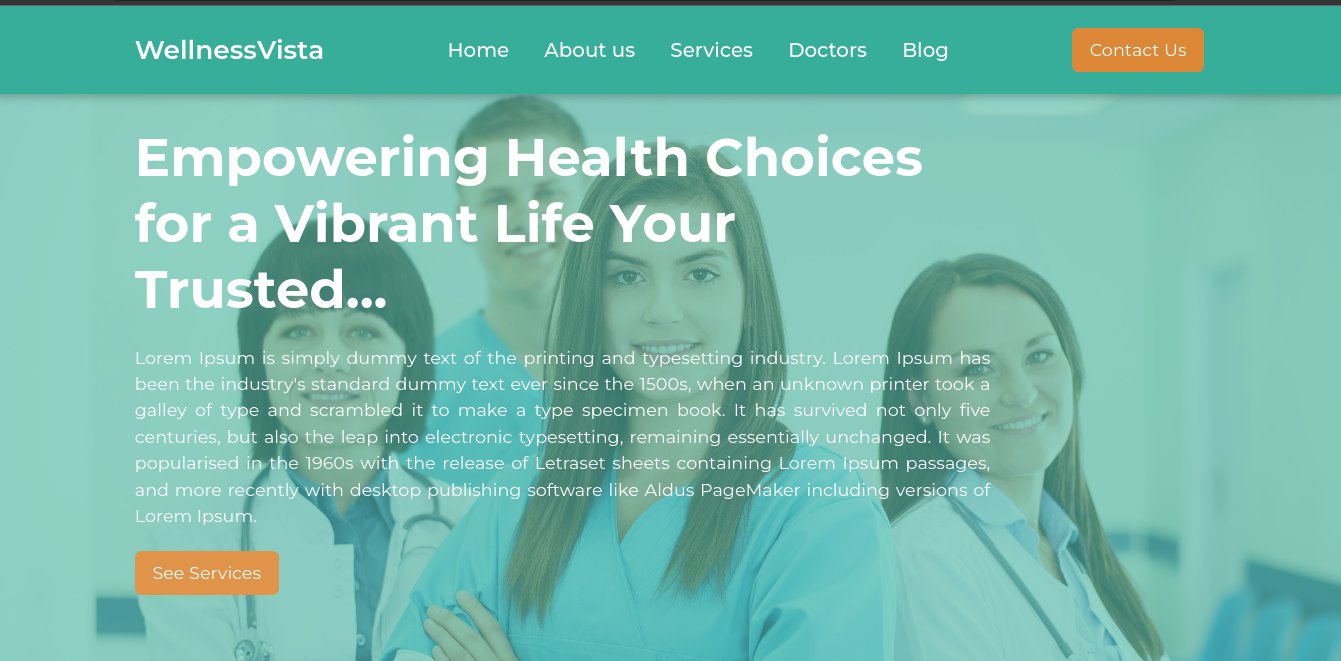 WellnessVista
Home About us Services Doctors Blog
Contact Us
Empowering Health Choices
for a Vibrant Life Your
Trusted...
Lorem Ipsum is simply dummy text of the printing and typesetting industry. Lorem Ipsum has
been the industry's standard dummy text ever since the 1500s, when an unknown printer took a
galley of type and scrambled it to make a type specimen book. It has survived not only five
centuries, but also the leap into electronic typesetting, remaining essentially unchanged. It was
popularised in the 1960s with the release of Letraset sheets containing Lorem Ipsum passages,
and more recently with desktop publishing software like Aldus PageMaker including versions of
Lorem Ipsum.
See Services